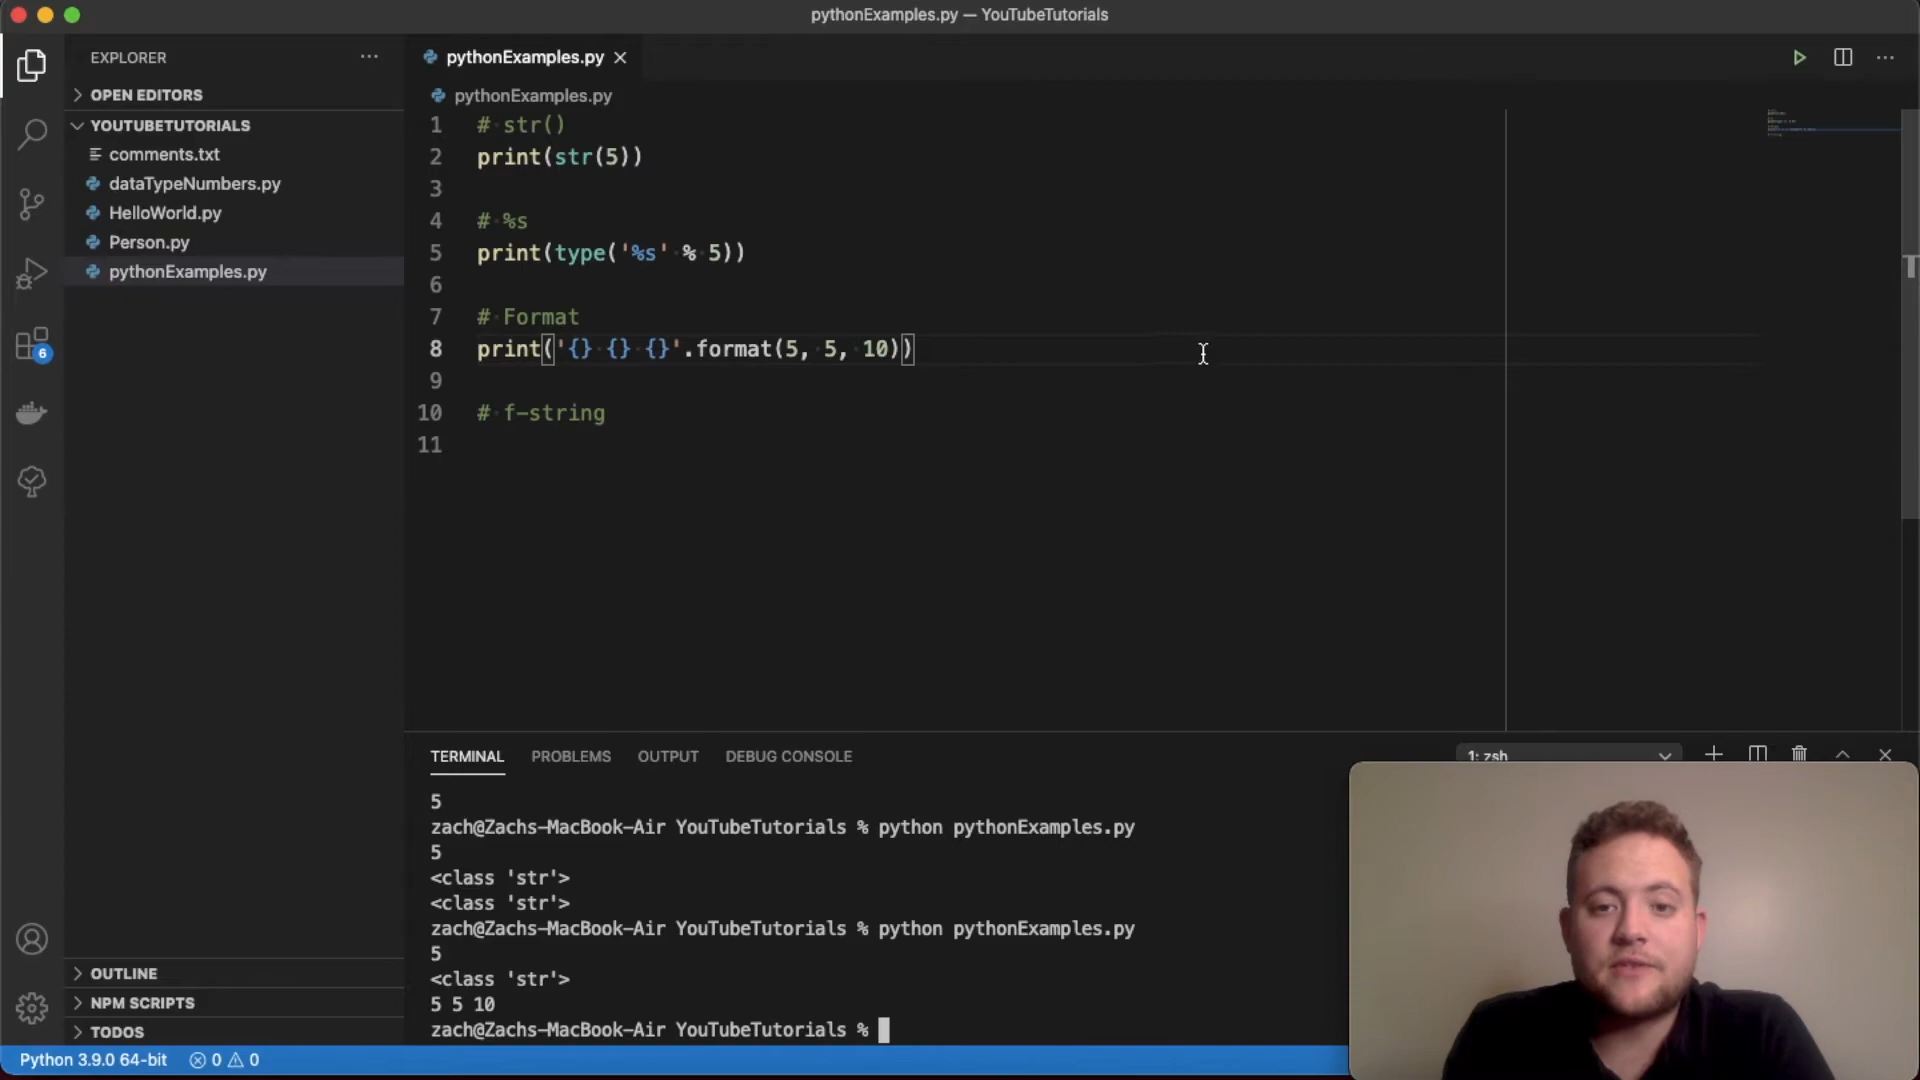 pythonExamples.py — YouTubeTutorials
EXPLORER
OPEN EDITORS
YOUTUBETUTORIALS
comments.txt
dataTypeNumbers.py
HelloWorld.py
Person.py
pythonExamples.py
6
OUTLINE
NPM SCRIPTS
TODOS
pythonExamples.py
pythonExamples.py
1 # str()
2 print(str(5))
3
4 # %s
5 print(type('%s' % 5))
6
7 # Format
8 print('{} {} {}'.format(5, 5, 10))
9
10 # f-string
11
TERMINAL PROBLEMS OUTPUT DEBUG CONSOLE
1: zsh
5
zach@Zachs-MacBook-Air YouTubeTutorials % python pythonExamples.py
5
<class 'str'>
<class 'str'>
zach@Zachs-MacBook-Air YouTubeTutorials % python pythonExamples.py
5
<class 'str'>
5 5 10
zach@Zachs-MacBook-Air YouTubeTutorials %
Python 3.9.0 64-bit 0 0